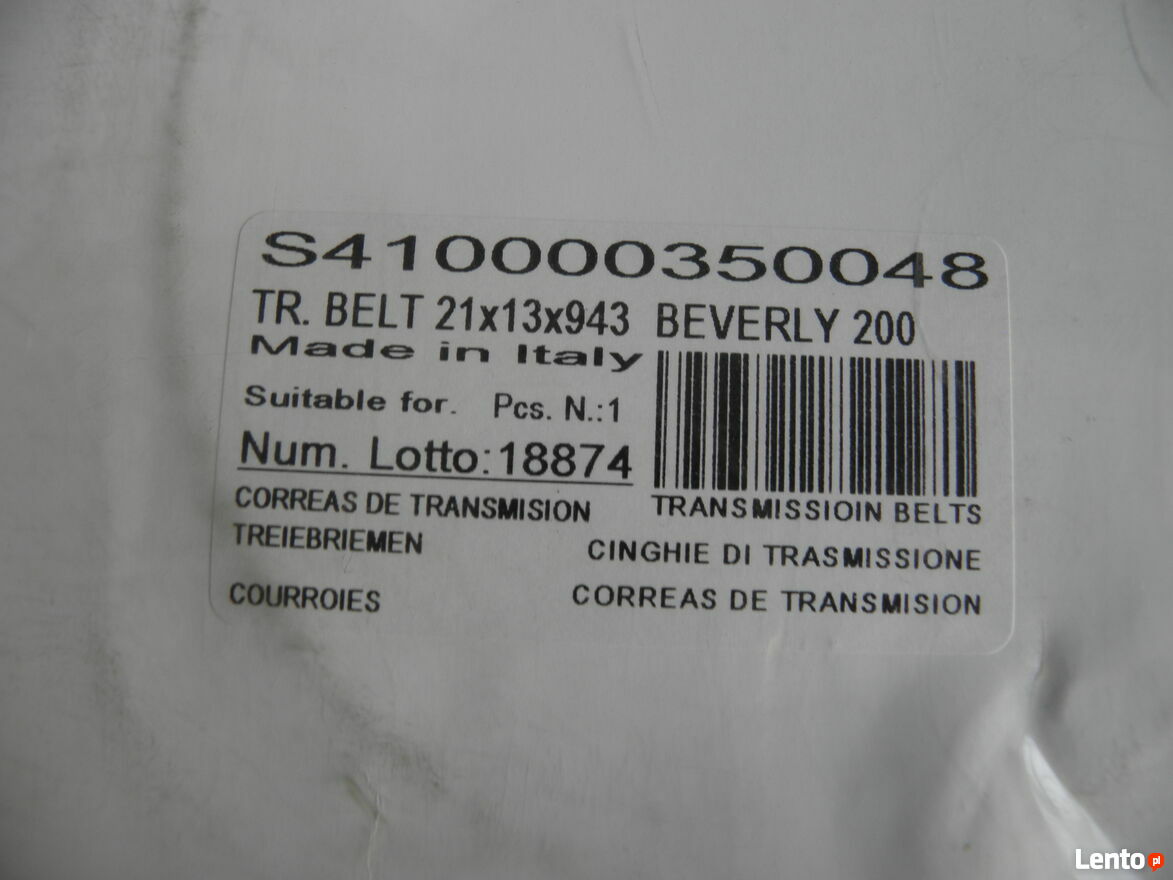 S410000350048
TR. BELT 21x13x943 BEVERLY 200
Made in Italy
Suitable for. Pcs. N.:1
Num. Lotto:18874
CORREAS DE TRANSMISION
TRANSMISSIOIN BELTS
TREIEBRIEMEN
CINGHIE DI TRASMISSIONE
COURROIES
CORREAS DE TRANSMISION
Lento.pl